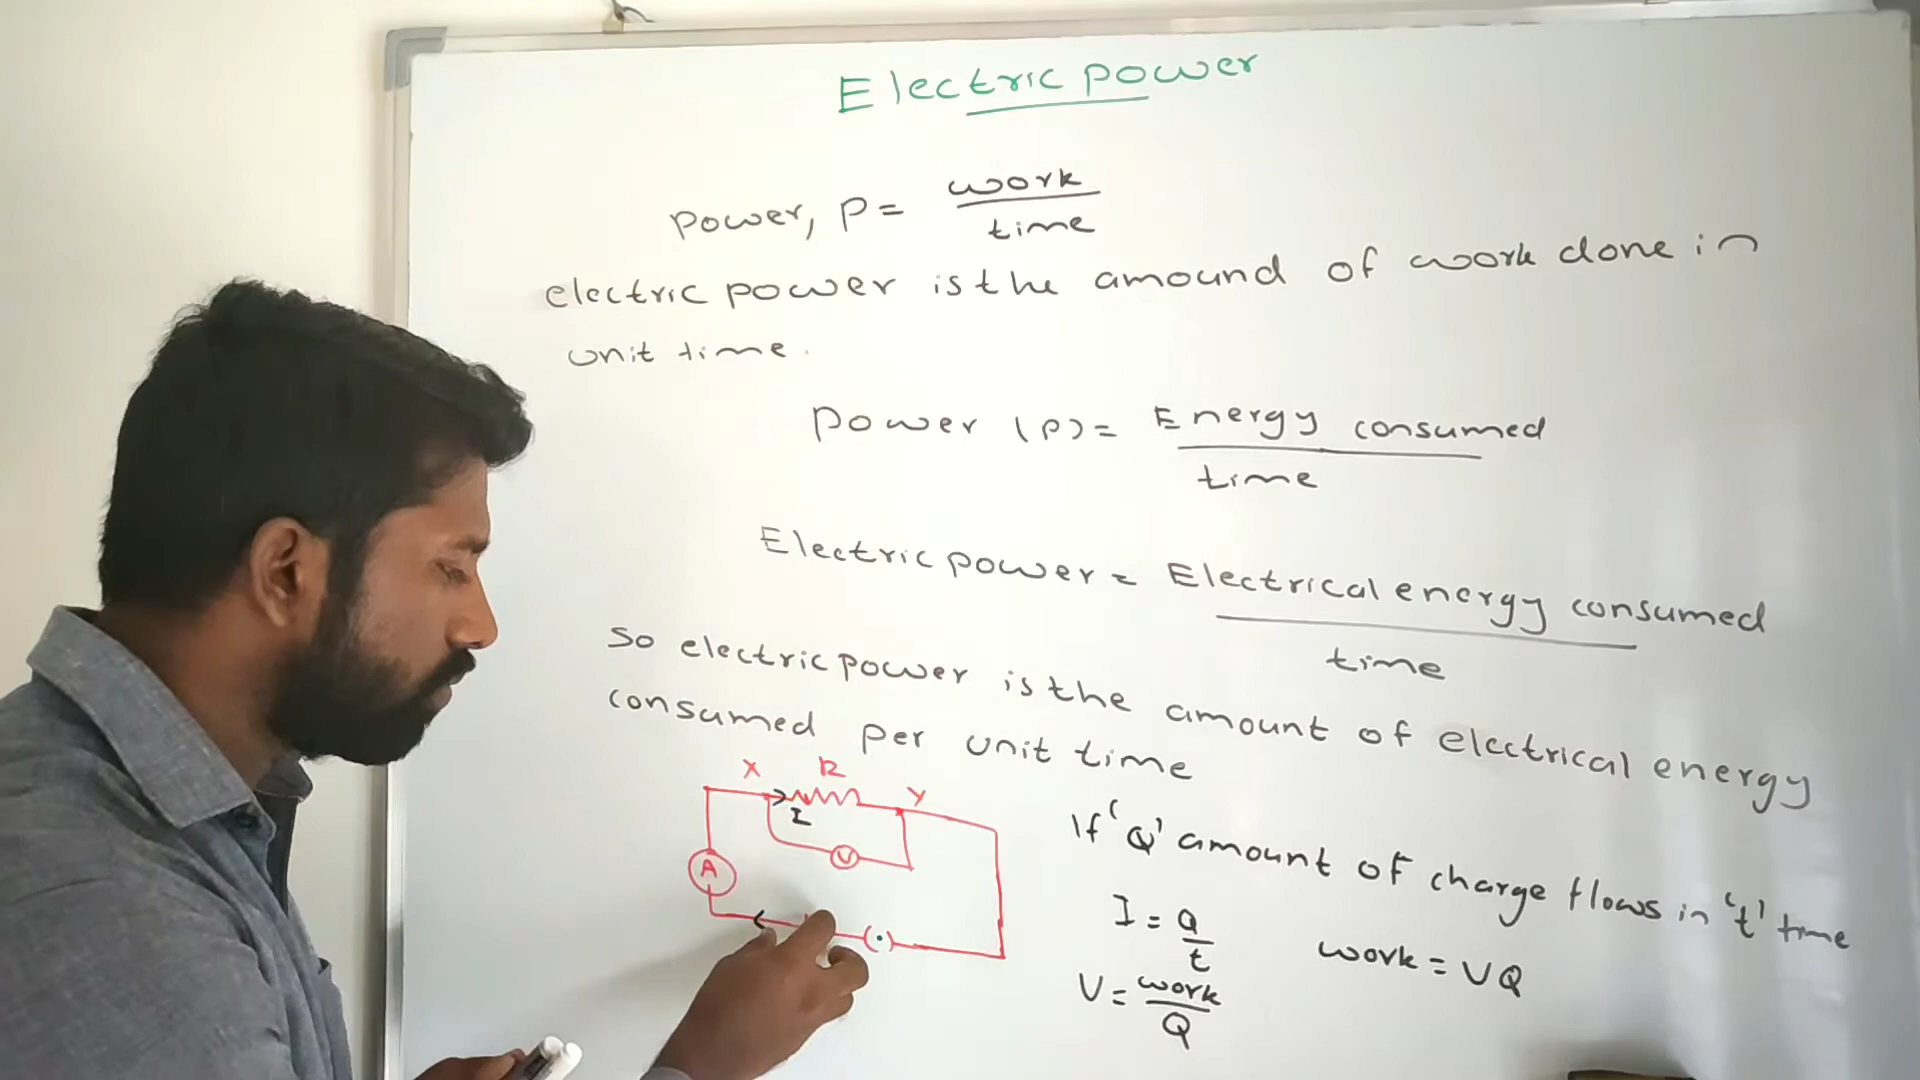 Electric power
power, P = work / time
electric power is the amound of work done in
unit time.
Power (P) = Energy consumed / time
Electric power = Electrical energy consumed / time
So electric power is the amount of electrical energy
consumed per unit time
X R Y
I
V
A
(·)
If 'Q' amount of charge flows in 't' time
I = Q / t
work = VQ
V = work / Q